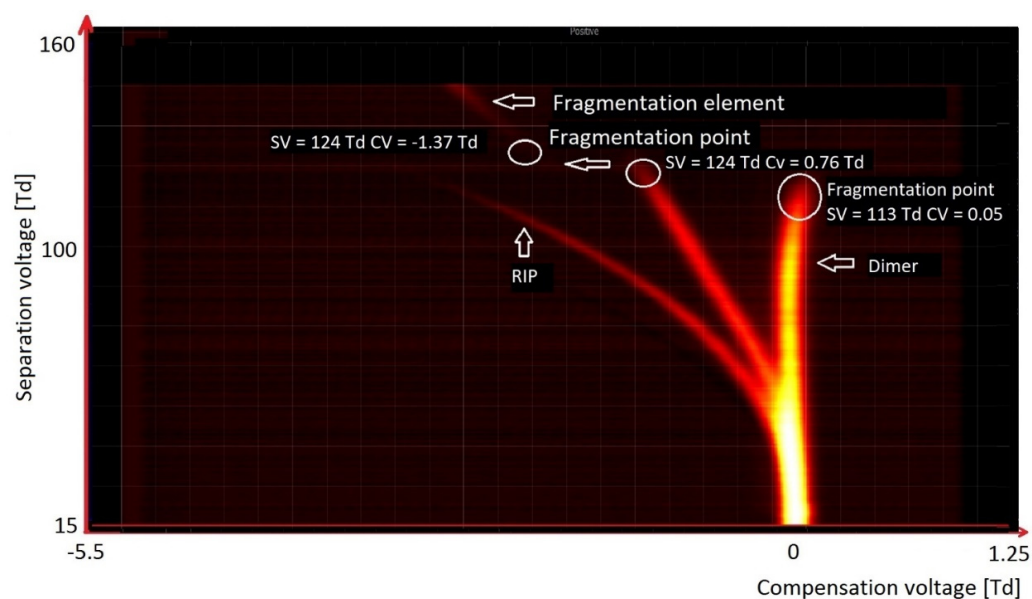 Positive
160
Fragmentation element
SV = 124 Td CV = -1.37 Td
Fragmentation point
SV = 124 Td Cv = 0.76 Td
Fragmentation point
SV = 113 Td CV = 0.05
100
Dimer
RIP
Separation voltage [Td]
15
-5.5
0
1.25
Compensation voltage [Td]